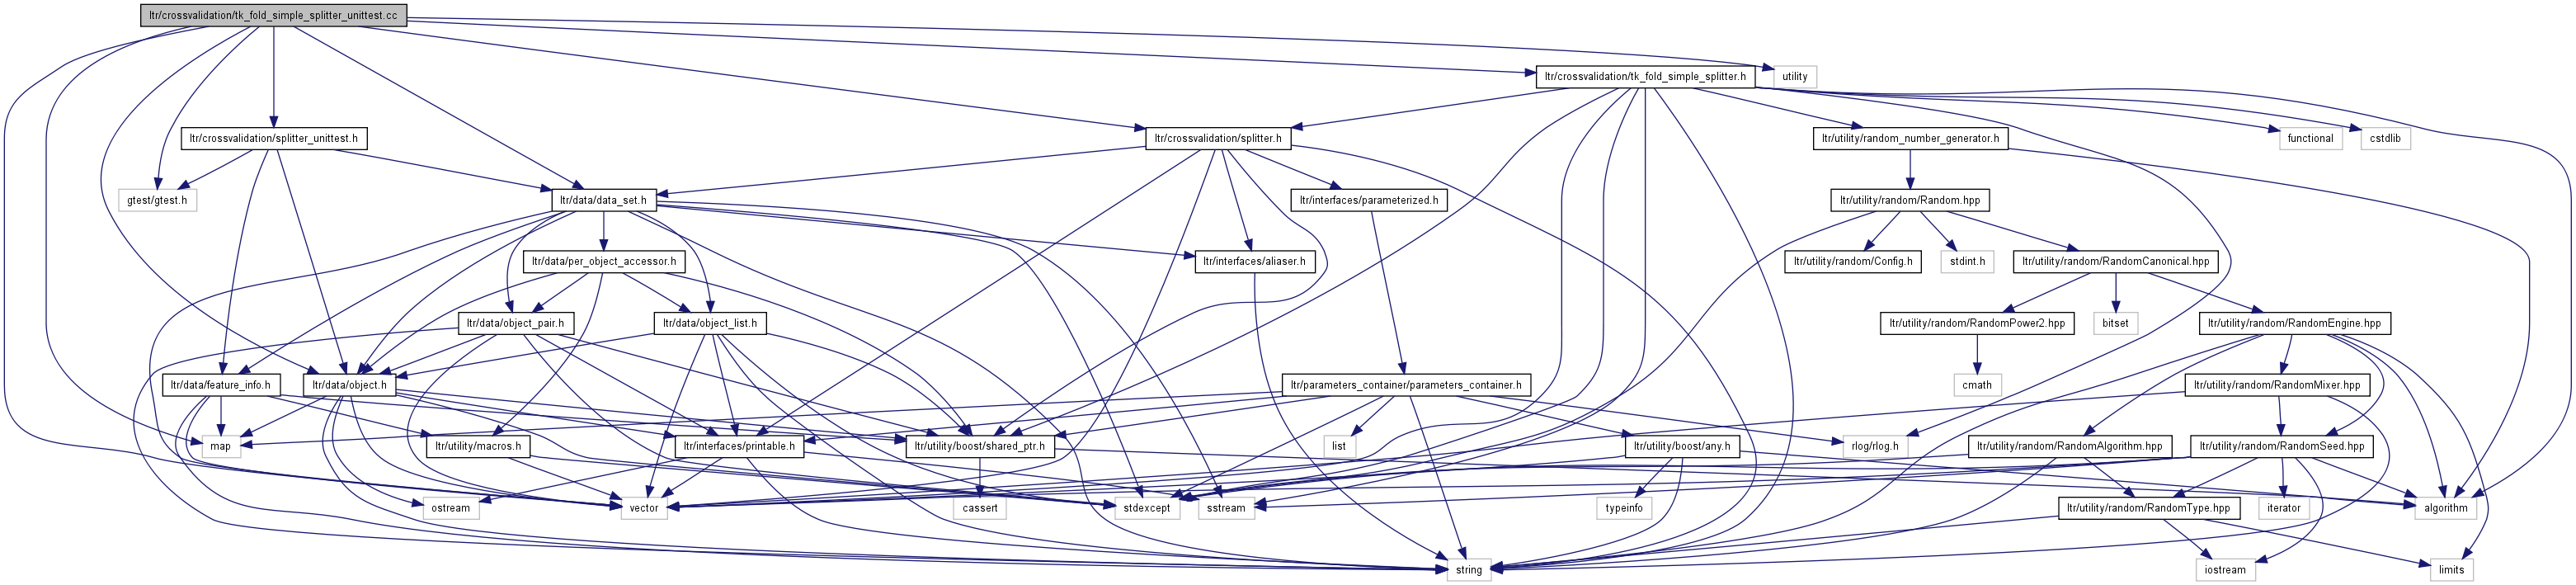 ltr/crossvalidation/tk_fold_simple_splitter_unittest.cc
ltr/crossvalidation/tk_fold_simple_splitter.h
utility
ltr/crossvalidation/splitter_unittest.h
ltr/crossvalidation/splitter.h
ltr/utility/random_number_generator.h
functional
cstdlib
gtest/gtest.h
ltr/data/data_set.h
ltr/interfaces/parameterized.h
ltr/utility/random/Random.hpp
ltr/data/per_object_accessor.h
ltr/interfaces/aliaser.h
ltr/utility/random/Config.h
stdint.h
ltr/utility/random/RandomCanonical.hpp
ltr/data/object_pair.h
ltr/data/object_list.h
ltr/utility/random/RandomPower2.hpp
bitset
ltr/utility/random/RandomEngine.hpp
ltr/data/feature_info.h
ltr/data/object.h
ltr/parameters_container/parameters_container.h
cmath
ltr/utility/random/RandomMixer.hpp
map
ltr/utility/macros.h
ltr/interfaces/printable.h
ltr/utility/boost/shared_ptr.h
list
ltr/utility/boost/any.h
rlog/rlog.h
ltr/utility/random/RandomAlgorithm.hpp
ltr/utility/random/RandomSeed.hpp
ostream
vector
cassert
stdexcept
sstream
typeinfo
ltr/utility/random/RandomType.hpp
iterator
algorithm
string
iostream
limits